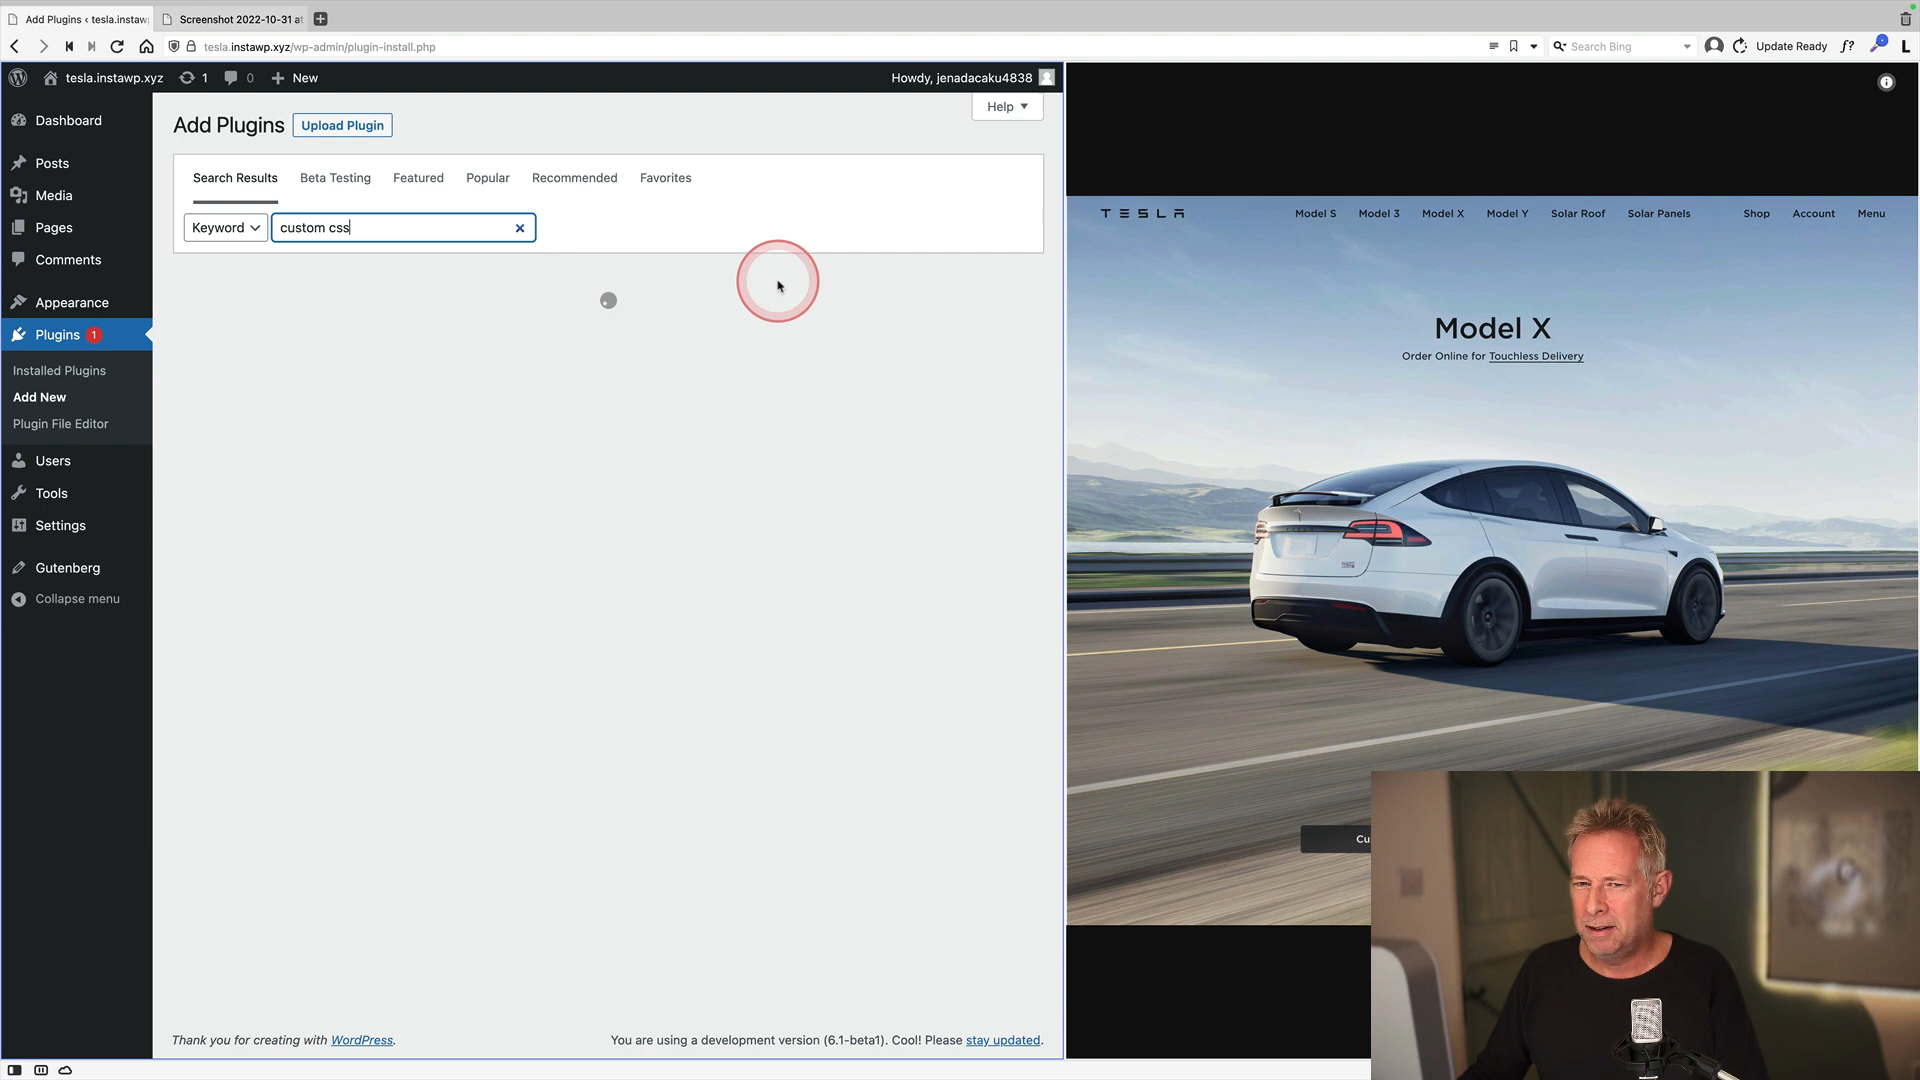 Add Plugins ‹ tesla.instaw
Screenshot 2022-10-31 at
tesla.instawp.xyz/wp-admin/plugin-install.php
Search Bing
Update Ready
f?
L
tesla.instawp.xyz
1
0
New
Howdy, jenadacaku4838
Dashboard
Posts
Media
Pages
Comments
Appearance
Plugins 1
Installed Plugins
Add New
Plugin File Editor
Users
Tools
Settings
Gutenberg
Collapse menu
Help
Add Plugins
Upload Plugin
Search Results
Beta Testing
Featured
Popular
Recommended
Favorites
Keyword
custom css
Thank you for creating with WordPress.
You are using a development version (6.1-beta1). Cool! Please stay updated.
TESLA
Model S
Model 3
Model X
Model Y
Solar Roof
Solar Panels
Shop
Account
Menu
Model X
Order Online for Touchless Delivery
Cu